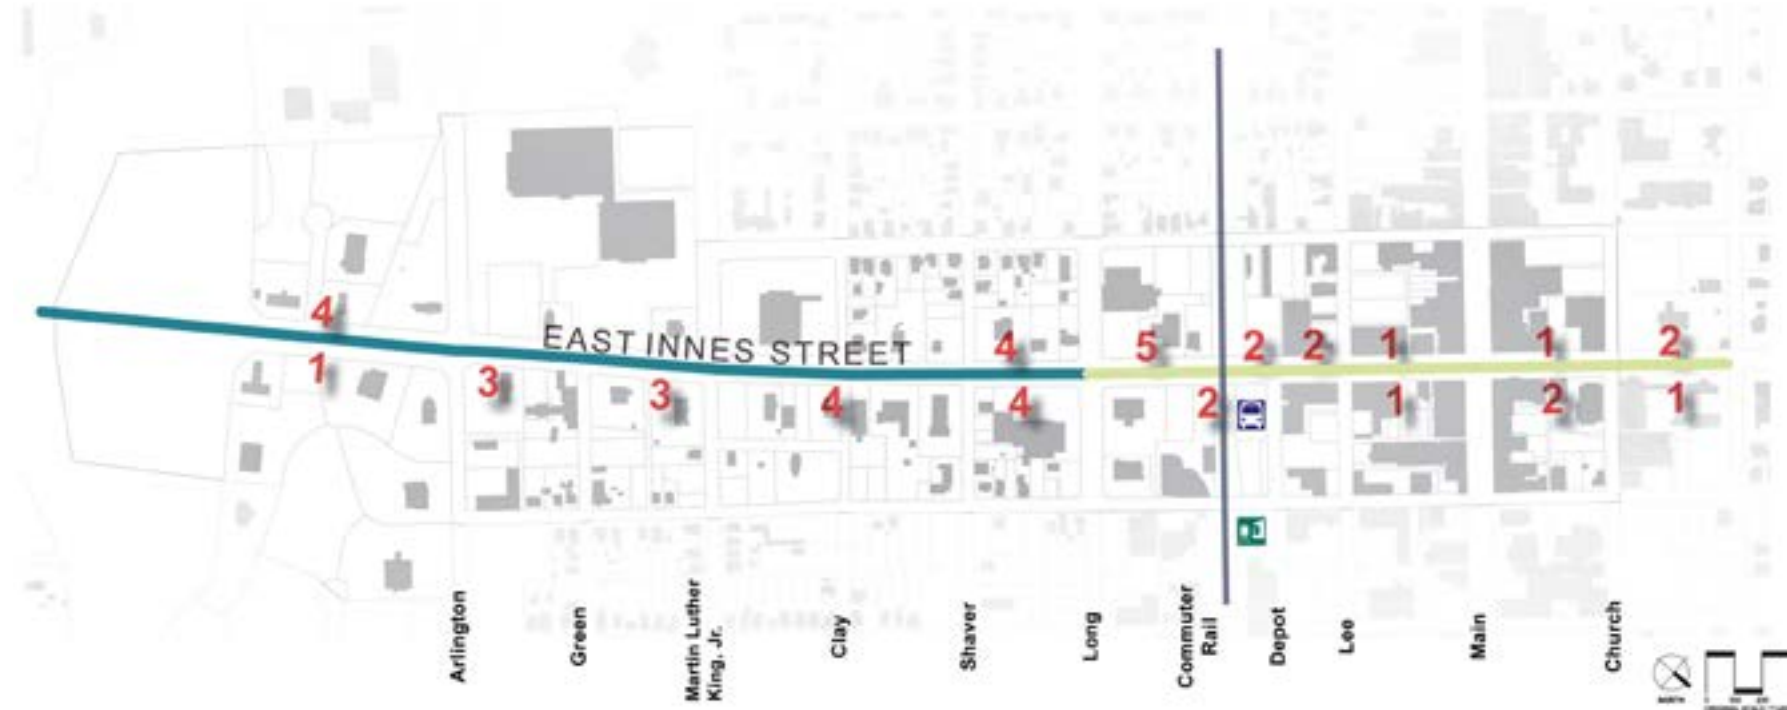 4
1
EAST INNES STREET
3
3
4
4
4
5
2
2
2
1
1
1
2
2
1
Arlington
Green
Martin Luther
King, Jr.
Clay
Shaver
Long
Commuter
Rail
Depot
Lee
Main
Church
NORTH